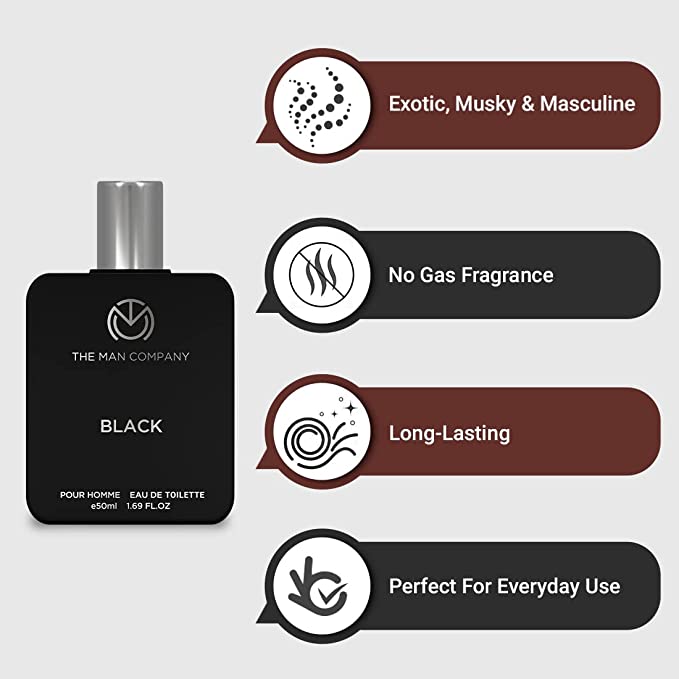 THE MAN COMPANY
BLACK
POUR HOMME EAU DE TOILETTE
e50ml 1.69 FL.OZ
Exotic, Musky & Masculine
No Gas Fragrance
Long-Lasting
Perfect For Everyday Use